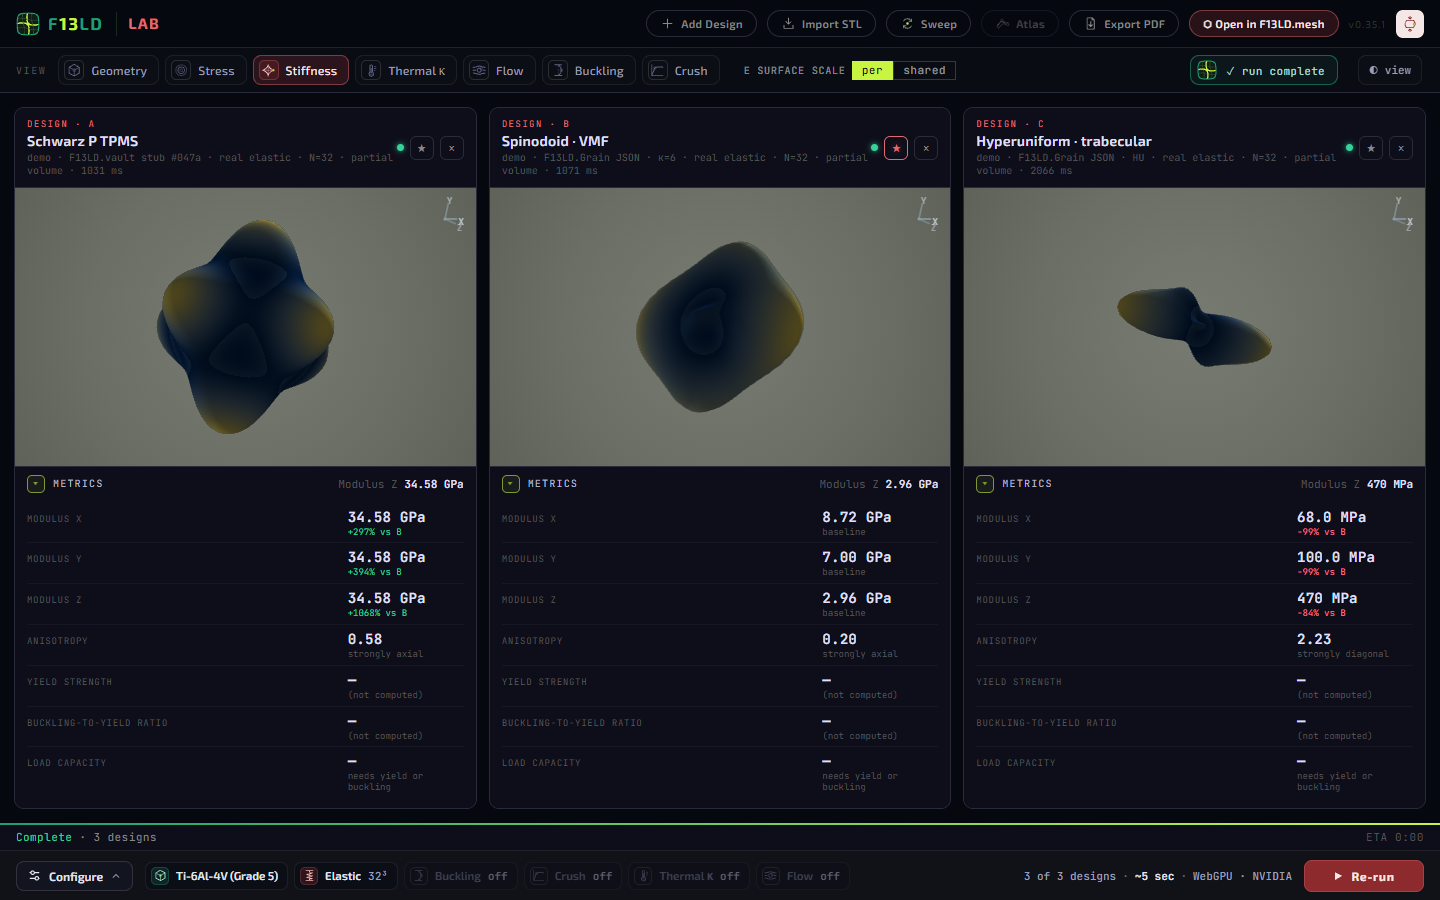 F13LD LAB
Add Design
Import STL
Sweep
Atlas
Export PDF
Open in F13LD.mesh
v0.35.1
VIEW
Geometry
Stress
Stiffness
Thermal κ
Flow
Buckling
Crush
E SURFACE SCALE
per
shared
✓ run complete
view
DESIGN · A
Schwarz P TPMS
demo · F13LD.vault stub #047a · real elastic · N=32 · partial
volume · 1031 ms
★ ×
Y
X
Z
METRICS
Modulus Z 34.58 GPa
MODULUS X
34.58 GPa
+297% vs B
MODULUS Y
34.58 GPa
+394% vs B
MODULUS Z
34.58 GPa
+1068% vs B
ANISOTROPY
0.58
strongly axial
YIELD STRENGTH
—
(not computed)
BUCKLING-TO-YIELD RATIO
—
(not computed)
LOAD CAPACITY
—
needs yield or
buckling
DESIGN · B
Spinodoid · VMF
demo · F13LD.Grain JSON · κ=6 · real elastic · N=32 · partial
volume · 1071 ms
★ ×
Y
X
Z
METRICS
Modulus Z 2.96 GPa
MODULUS X
8.72 GPa
baseline
MODULUS Y
7.00 GPa
baseline
MODULUS Z
2.96 GPa
baseline
ANISOTROPY
0.20
strongly axial
YIELD STRENGTH
—
(not computed)
BUCKLING-TO-YIELD RATIO
—
(not computed)
LOAD CAPACITY
—
needs yield or
buckling
DESIGN · C
Hyperuniform · trabecular
demo · F13LD.Grain JSON · HU · real elastic · N=32 · partial
volume · 2066 ms
★ ×
Y
X
Z
METRICS
Modulus Z 470 MPa
MODULUS X
68.0 MPa
-99% vs B
MODULUS Y
100.0 MPa
-99% vs B
MODULUS Z
470 MPa
-84% vs B
ANISOTROPY
2.23
strongly diagonal
YIELD STRENGTH
—
(not computed)
BUCKLING-TO-YIELD RATIO
—
(not computed)
LOAD CAPACITY
—
needs yield or
buckling
Complete · 3 designs
ETA 0:00
Configure
Ti-6Al-4V (Grade 5)
Elastic 32³
Buckling off
Crush off
Thermal κ off
Flow off
3 of 3 designs · ~5 sec · WebGPU · NVIDIA
Re-run